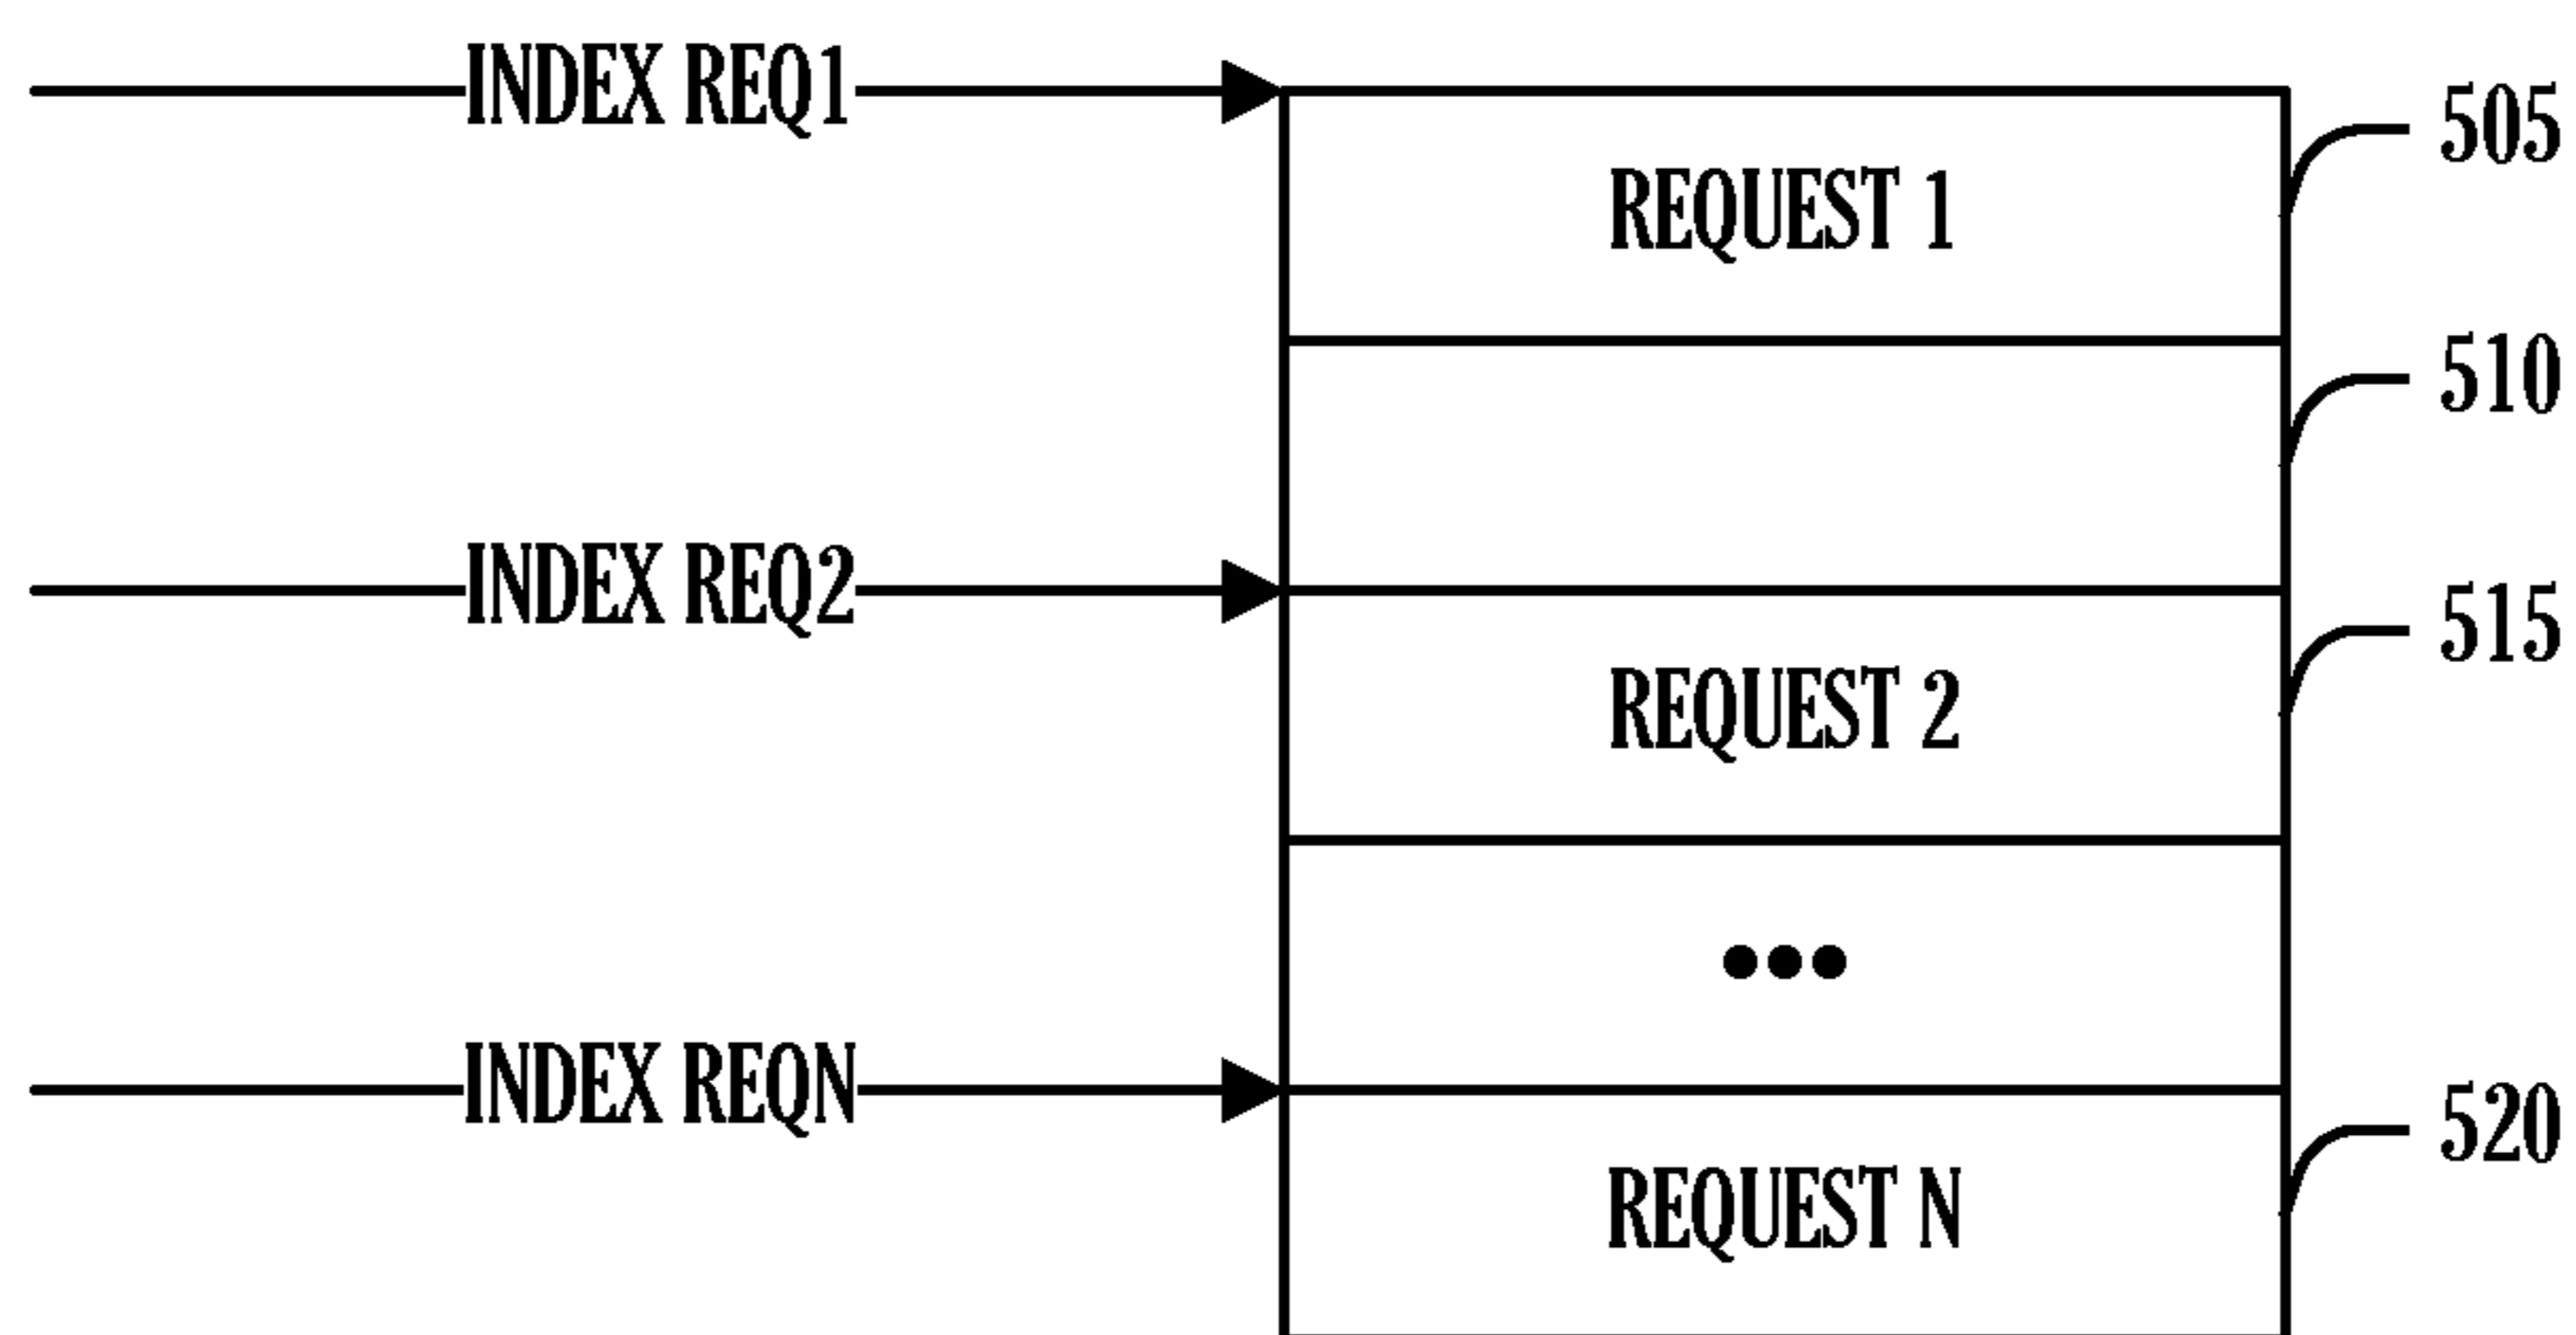 INDEX REQ1
505
REQUEST 1
510
INDEX REQ2
515
REQUEST 2
•••
INDEX REQN
520
REQUEST N